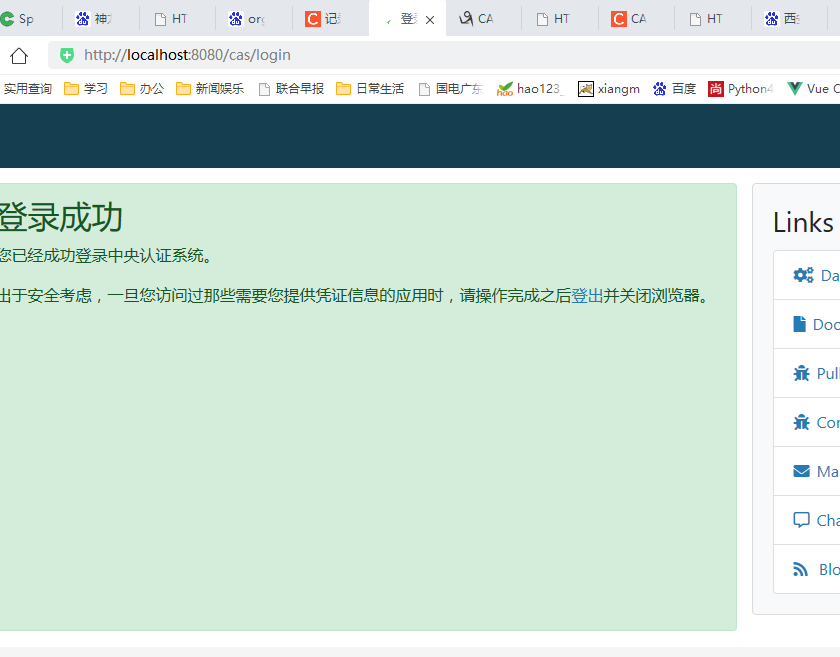 Sp 神 HT org 记 登 CA HT CA HT 西
http://localhost:8080/cas/login
实用查询 学习 办公 新闻娱乐 联合早报 日常生活 国电广东 hao123_ xiangm 百度 Python4 Vue C
登录成功
您已经成功登录中央认证系统。
出于安全考虑，一旦您访问过那些需要您提供凭证信息的应用时，请操作完成之后登出并关闭浏览器。
Links
Da
Doc
Pull
Con
Ma
Cha
Blo